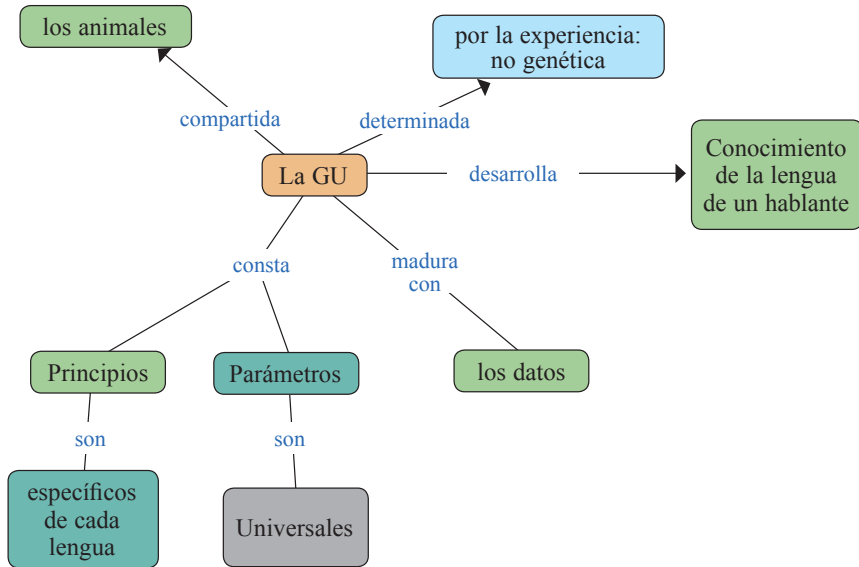 los animales
por la experiencia:
no genética
compartida
determinada
La GU
desarrolla
Conocimiento
de la lengua
de un hablante
consta
madura
con
Principios
Parámetros
los datos
son
son
específicos
de cada
lengua
Universales